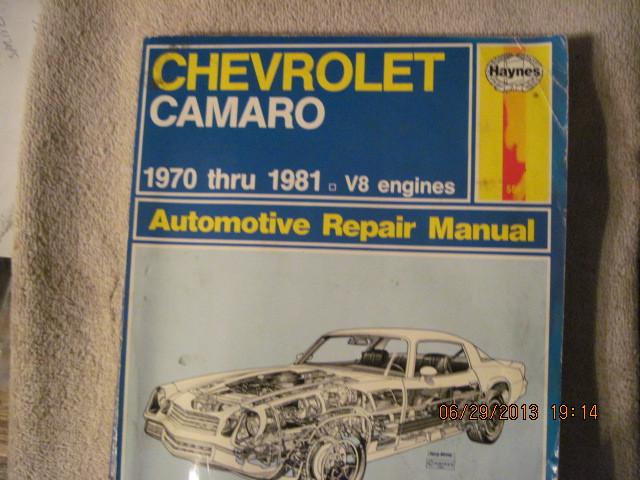 CHEVROLET
CAMARO
Haynes
1970 thru 1981 □ V8 engines
Automotive Repair Manual
06/29/2013 19:14